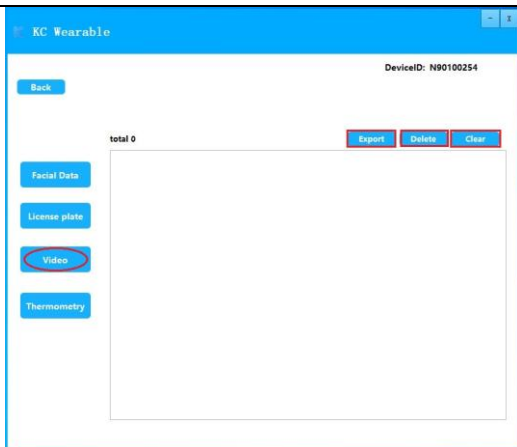 KC Wearable
- x
DeviceID: N90100254
Back
total 0
Export Delete Clear
Facial Data
License plate
Video
Thermometry